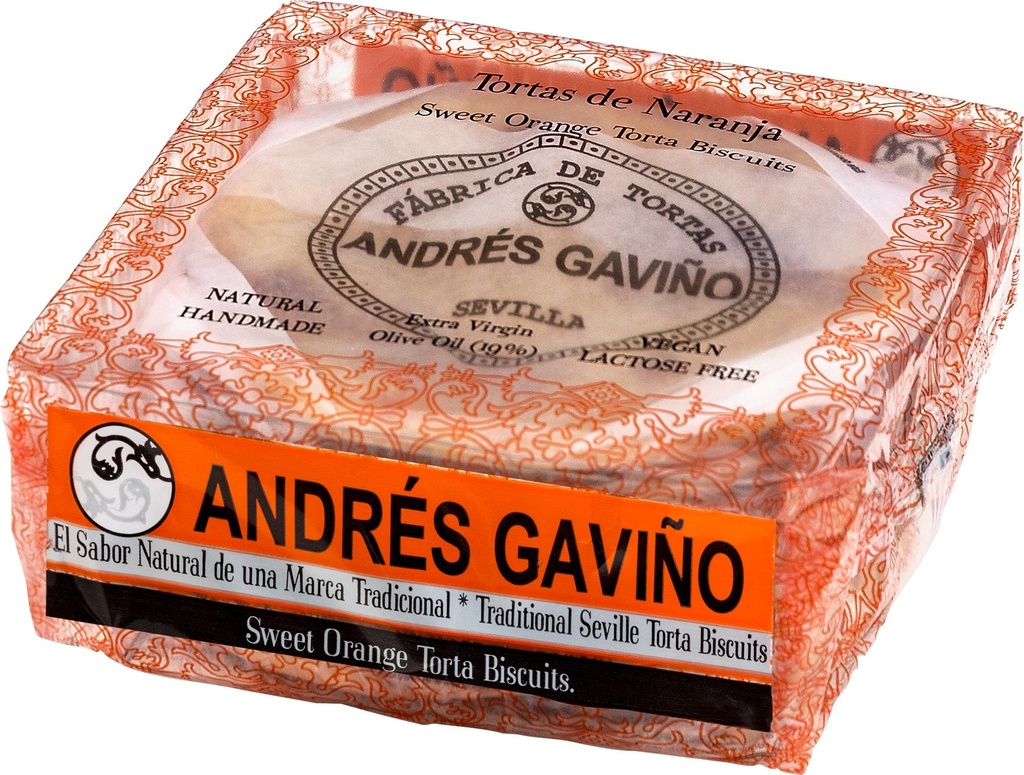 Tortas de Naranja
Sweet Orange Torta Biscuits
FÁBRICA DE TORTAS
ANDRÉS GAVIÑO
SEVILLA
NATURAL
HANDMADE
Extra Virgin
Olive Oil (19%)
VEGAN
LACTOSE FREE
ANDRÉS GAVIÑO
El Sabor Natural de una Marca Tradicional * Traditional Seville Torta Biscuits
Sweet Orange Torta Biscuits.